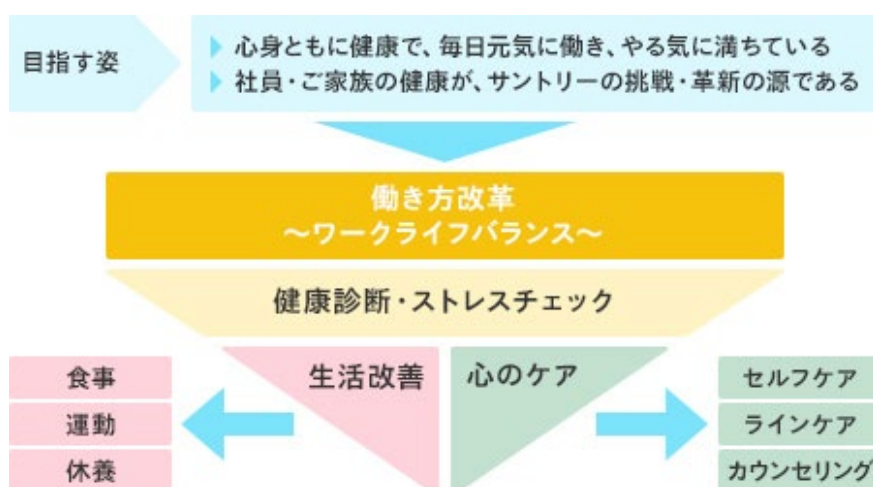 目指す姿
心身ともに健康で、毎日元気に働き、やる気に満ちている
社員・ご家族の健康が、サントリーの挑戦・革新の源である
働き方改革
～ワークライフバランス～
健康診断・ストレスチェック
生活改善
心のケア
食事
運動
休養
セルフケア
ラインケア
カウンセリング